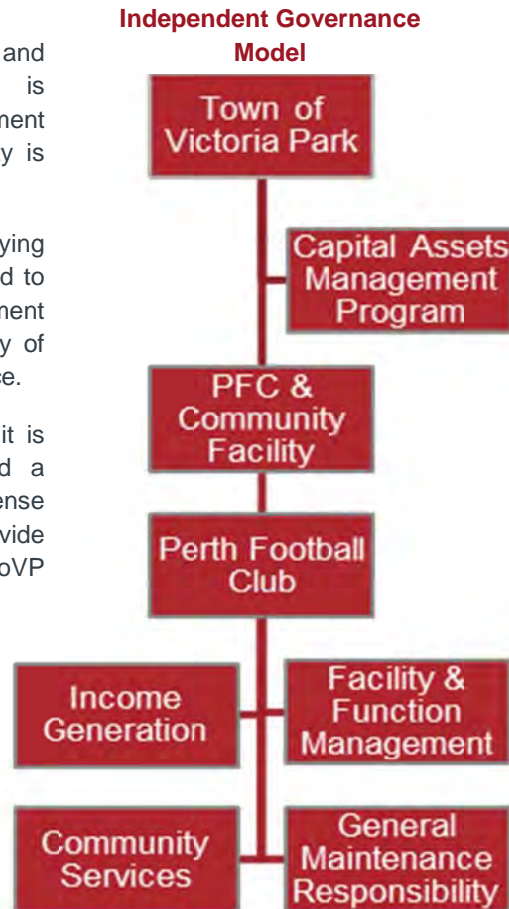 and
is
ment
y is
ying
d to
ment
y of
ce.
it is
d a
ense
vide
oVP
Independent Governance
Model
Town of
Victoria Park
Capital Assets
Management
Program
PFC &
Community
Facility
Perth Football
Club
Income
Generation
Facility &
Function
Management
Community
Services
General
Maintenance
Responsibility